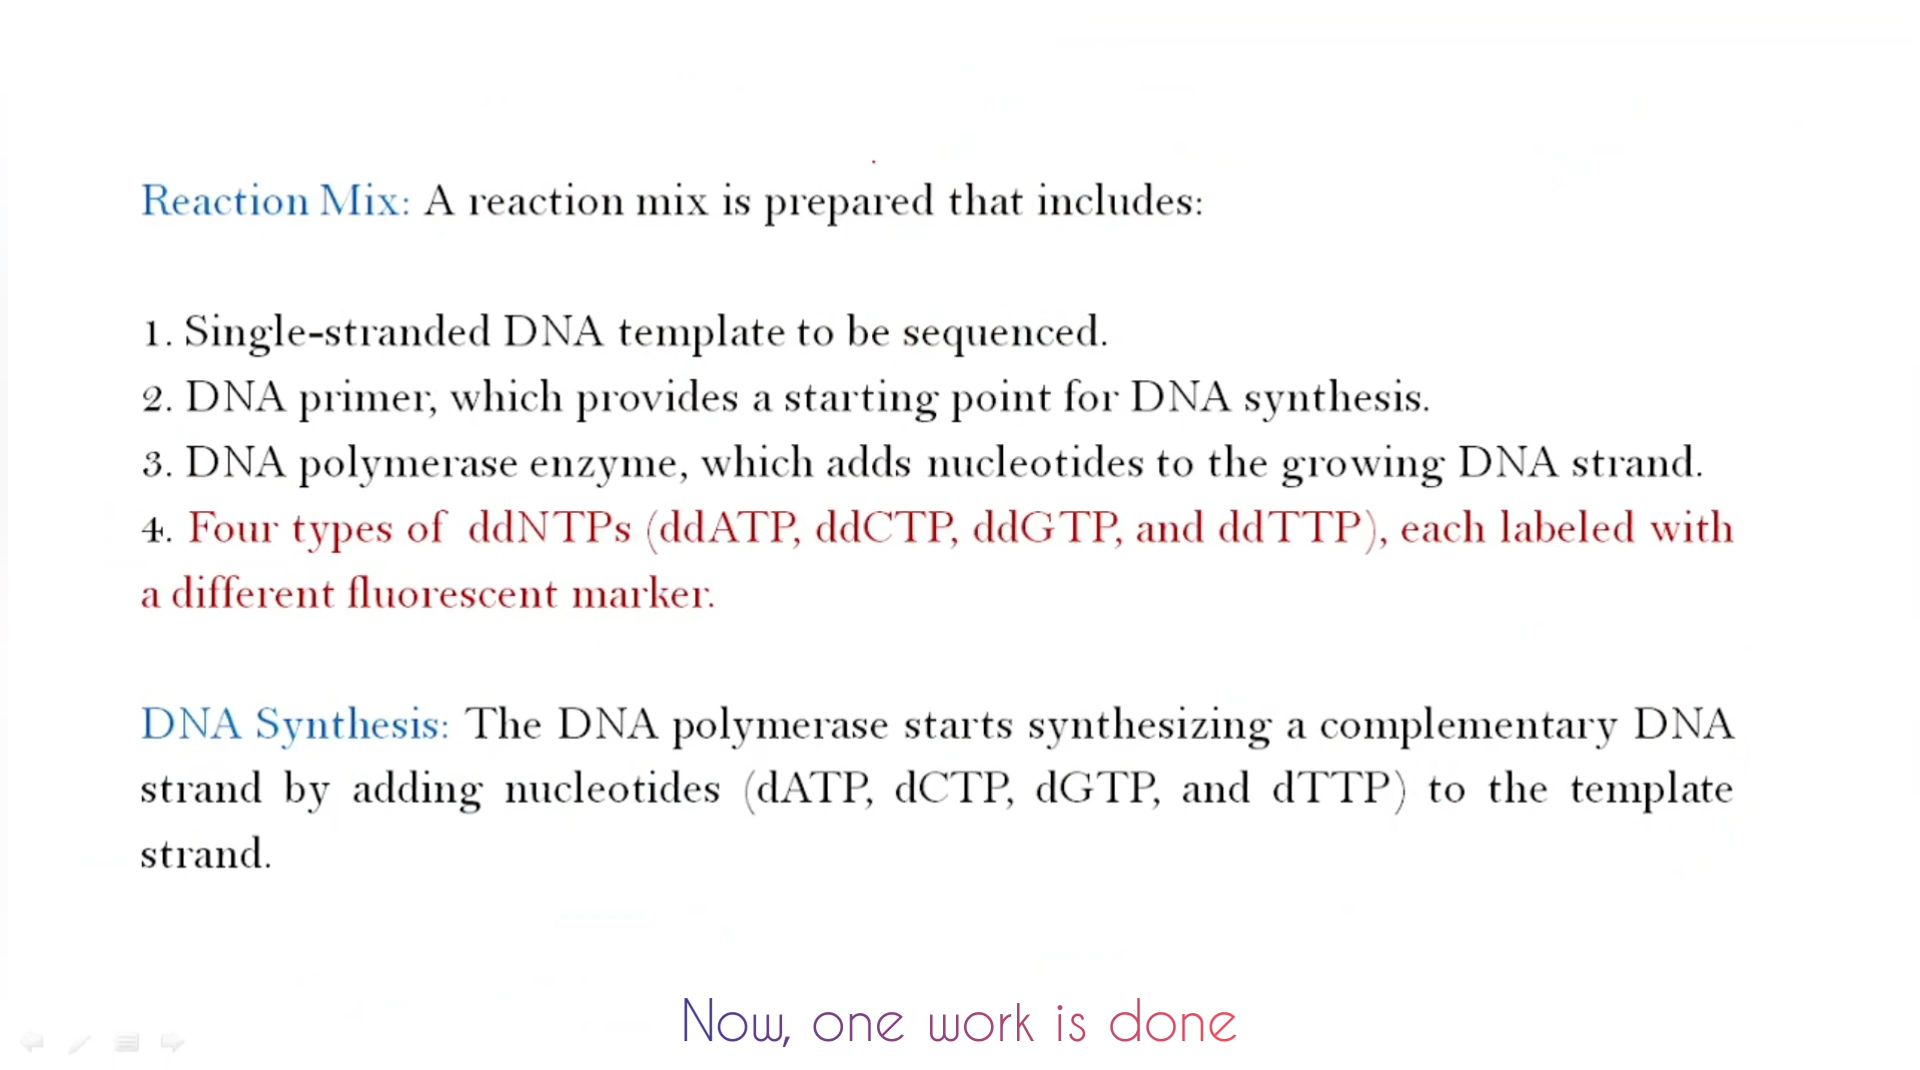 Reaction Mix: A reaction mix is prepared that includes:
1. Single-stranded DNA template to be sequenced.
2. DNA primer, which provides a starting point for DNA synthesis.
3. DNA polymerase enzyme, which adds nucleotides to the growing DNA strand.
4. Four types of ddNTPs (ddATP, ddCTP, ddGTP, and ddTTP), each labeled with
a different fluorescent marker.
DNA Synthesis: The DNA polymerase starts synthesizing a complementary DNA
strand by adding nucleotides (dATP, dCTP, dGTP, and dTTP) to the template
strand.
Now, one work is done